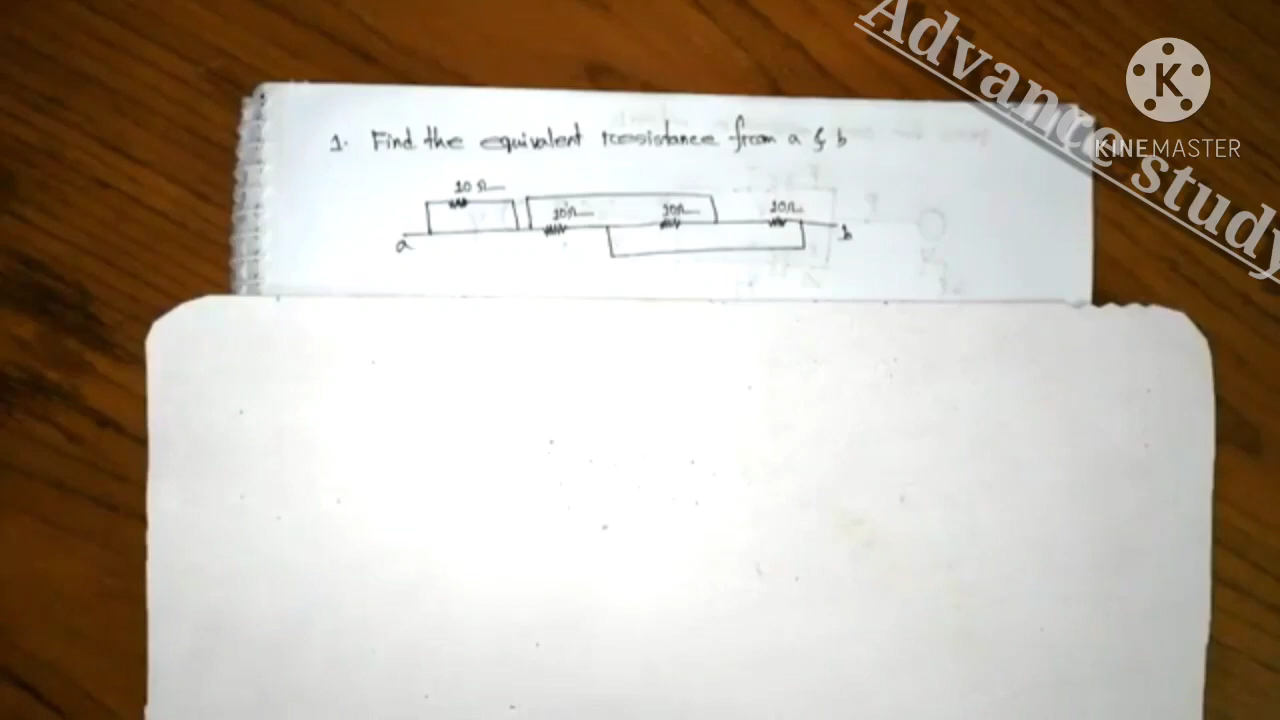 Advance study
K
KINEMASTER
1. Find the equivalent resistance from a & b
10 Ω
10Ω 10Ω 10Ω
a b